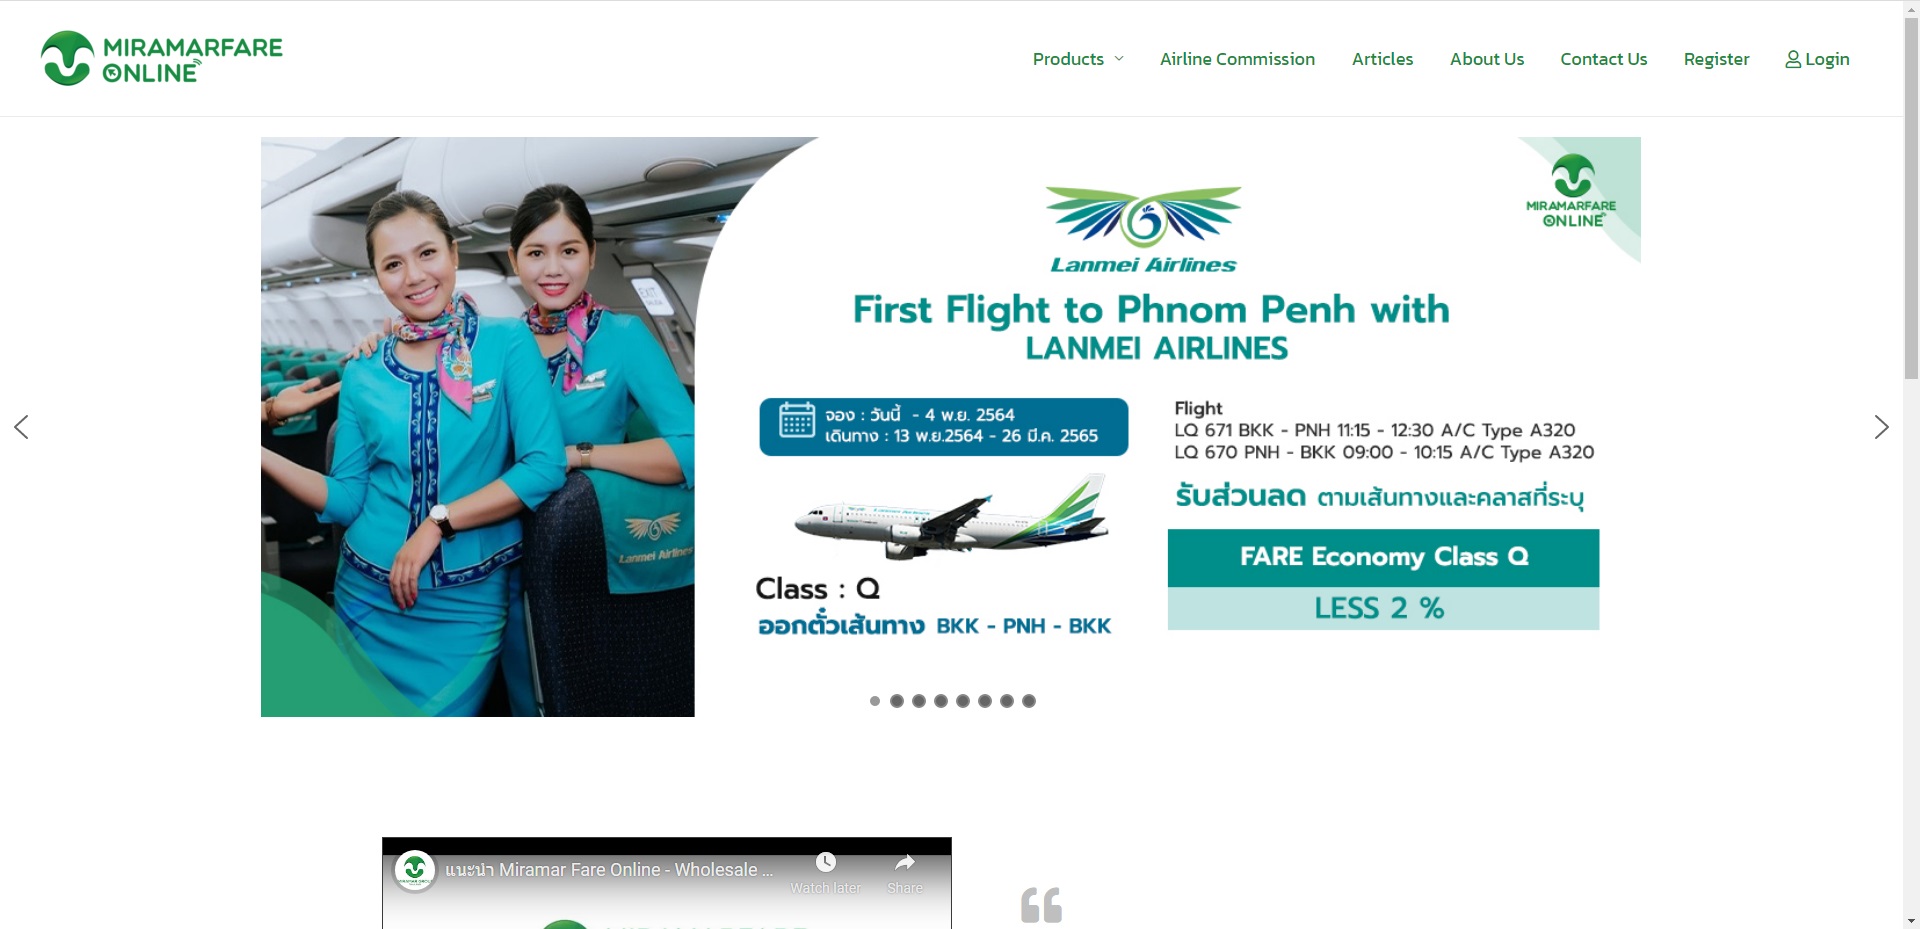 MIRAMARFARE
ONLINE
Products
Airline Commission
Articles
About Us
Contact Us
Register
Login
MIRAMARFARE
ONLINE
Lanmei Airlines
First Flight to Phnom Penh with
LANMEI AIRLINES
จอง : วันนี้ - 4 พ.ย. 2564
เดินทาง : 13 พ.ย.2564 - 26 มี.ค. 2565
Flight
LQ 671 BKK - PNH 11:15 - 12:30 A/C Type A320
LQ 670 PNH - BKK 09:00 - 10:15 A/C Type A320
รับส่วนลด ตามเส้นทางและคลาสที่ระบุ
FARE Economy Class Q
LESS 2 %
Class : Q
ออกตั๋วเส้นทาง BKK - PNH - BKK
EXIT
Lanmei Airlines
Lanmei Airlines
แนะนำ Miramar Fare Online - Wholesale ...
Watch later
Share